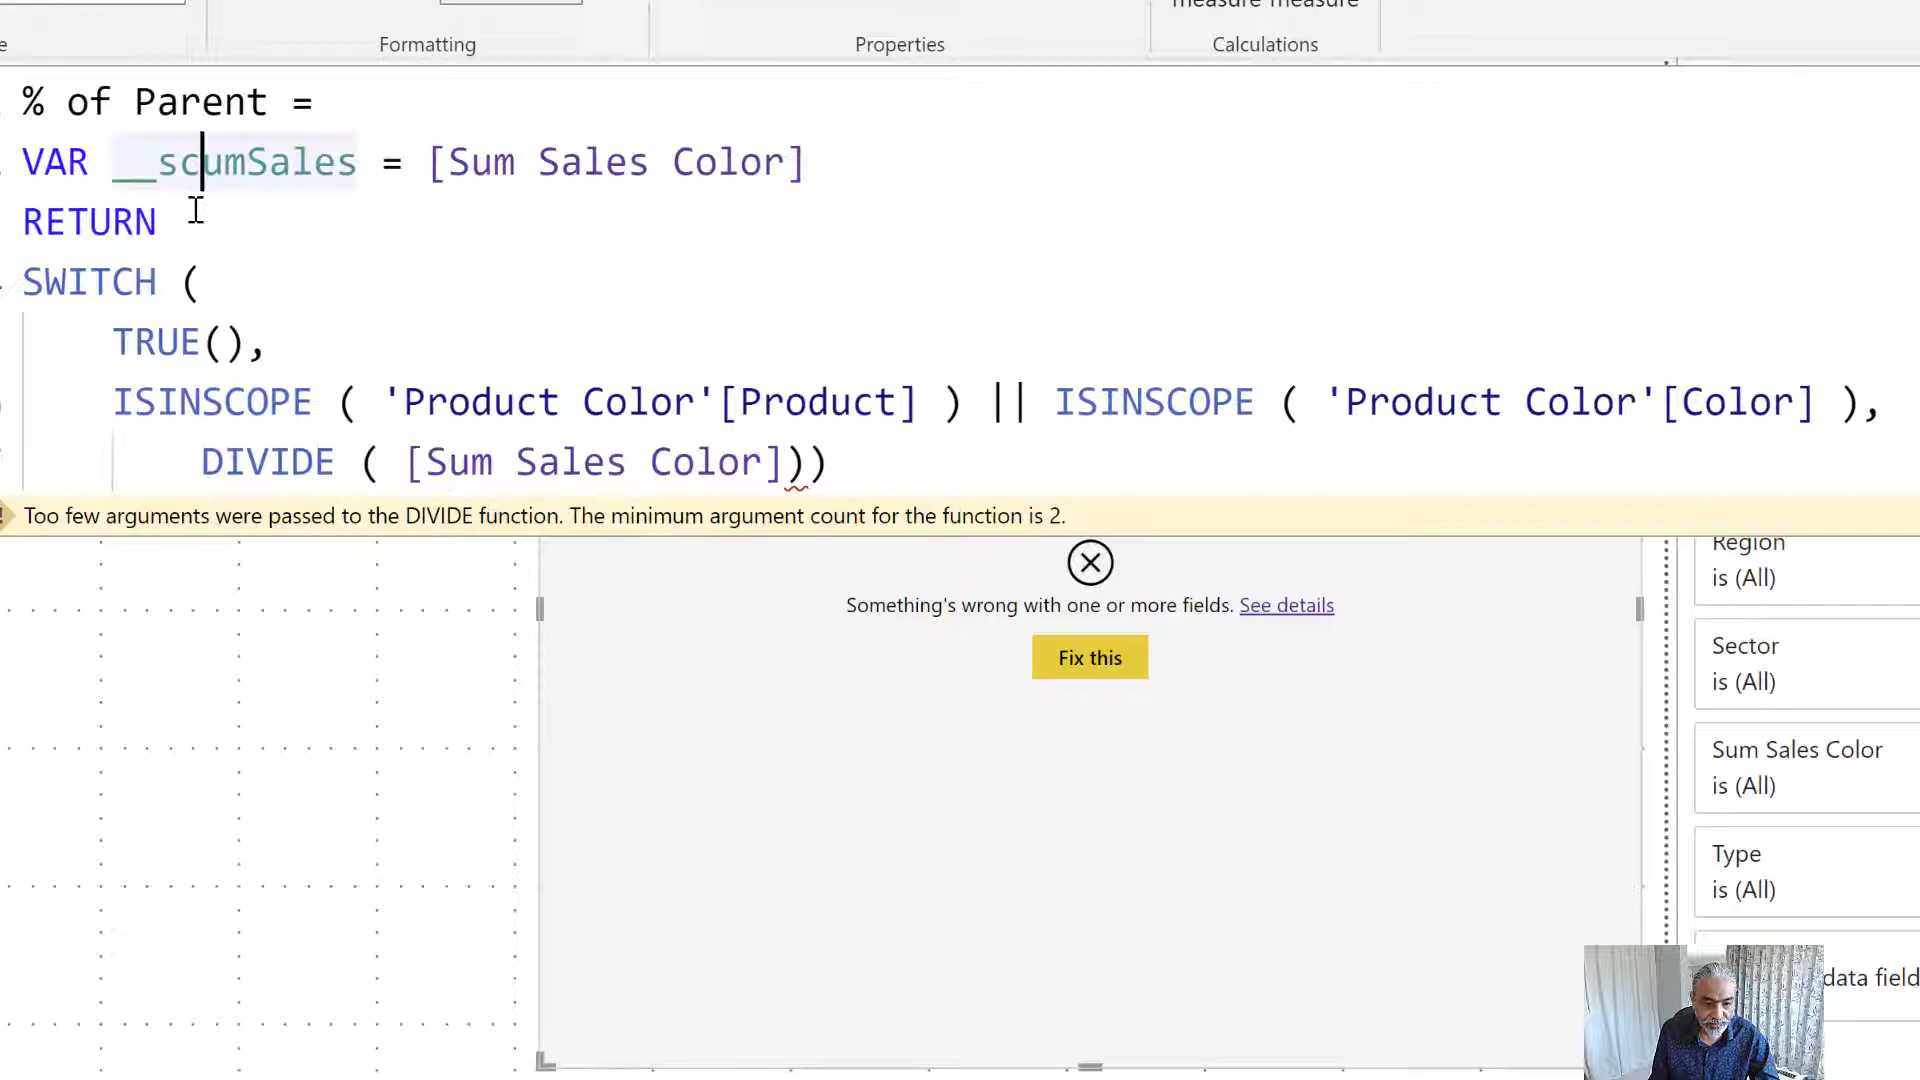 measure measure
Formatting
Properties
Calculations
% of Parent =
VAR __scumSales = [Sum Sales Color]
RETURN
SWITCH (
TRUE(),
ISINSCOPE ( 'Product Color'[Product] ) || ISINSCOPE ( 'Product Color'[Color] ),
DIVIDE ( [Sum Sales Color]))
Too few arguments were passed to the DIVIDE function. The minimum argument count for the function is 2.
Something's wrong with one or more fields. See details
Fix this
Region
is (All)
Sector
is (All)
Sum Sales Color
is (All)
Type
is (All)
data field